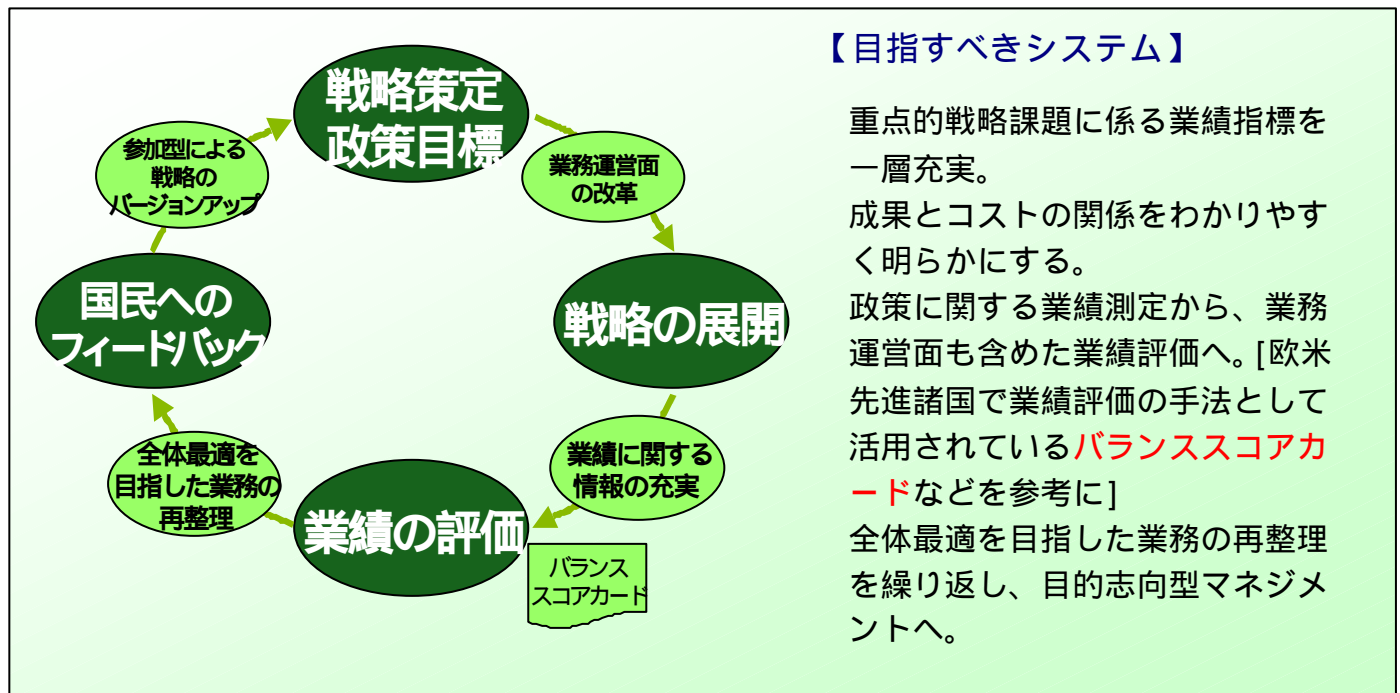 戦略策定
政策目標
業務運営面
の改革
戦略の展開
業績に関する
情報の充実
バランス
スコアカード
業績の評価
全体最適を
目指した業務の
再整理
国民への
フィードバック
参加型による
戦略の
バージョンアップ
【目指すべきシステム】
重点的戦略課題に係る業績指標を
一層充実。
成果とコストの関係をわかりやす
く明らかにする。
政策に関する業績測定から、業務
運営面も含めた業績評価へ。[欧米
先進諸国で業績評価の手法として
活用されているバランススコアカ
ードなどを参考に]
全体最適を目指した業務の再整理
を繰り返し、目的志向型マネジメ
ントへ。